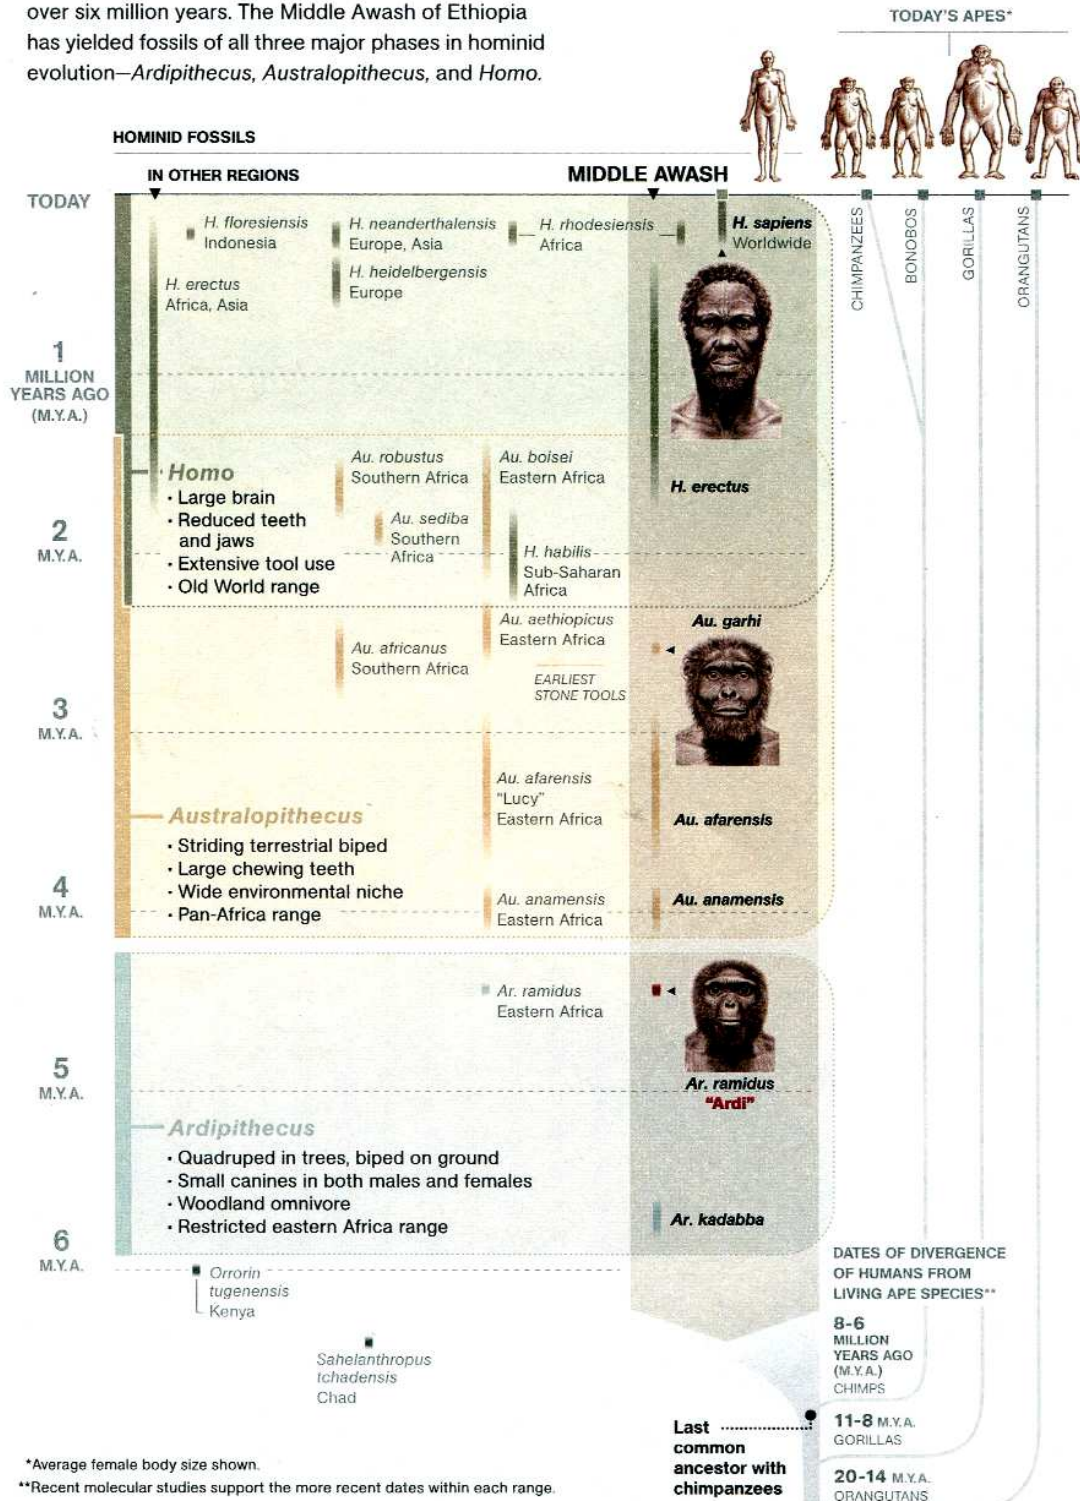 over six million years. The Middle Awash of Ethiopia
has yielded fossils of all three major phases in hominid
evolution—Ardipithecus, Australopithecus, and Homo.
TODAY'S APES*
HOMINID FOSSILS
IN OTHER REGIONS
MIDDLE AWASH
TODAY
H. floresiensis
Indonesia
H. neanderthalensis
Europe, Asia
H. rhodesiensis
Africa
H. sapiens
Worldwide
CHIMPANZEES
BONOBOS
GORILLAS
ORANGUTANS
H. heidelbergensis
Europe
H. erectus
Africa, Asia
1
MILLION
YEARS AGO
(M.Y.A.)
Homo
· Large brain
· Reduced teeth
and jaws
· Extensive tool use
· Old World range
Au. robustus
Southern Africa
Au. boisei
Eastern Africa
H. erectus
Au. sediba
Southern
Africa
2
M.Y.A.
H. habilis
Sub-Saharan
Africa
Au. aethiopicus
Eastern Africa
Au. garhi
Au. africanus
Southern Africa
EARLIEST
STONE TOOLS
3
M.Y.A.
Au. afarensis
"Lucy"
Eastern Africa
Au. afarensis
Australopithecus
· Striding terrestrial biped
· Large chewing teeth
· Wide environmental niche
· Pan-Africa range
4
M.Y.A.
Au. anamensis
Eastern Africa
Au. anamensis
Ar. ramidus
Eastern Africa
5
M.Y.A.
Ar. ramidus
"Ardi"
Ardipithecus
· Quadruped in trees, biped on ground
· Small canines in both males and females
· Woodland omnivore
· Restricted eastern Africa range
Ar. kadabba
6
M.Y.A.
Orrorin
tugenensis
Kenya
Sahelanthropus
tchadensis
Chad
DATES OF DIVERGENCE
OF HUMANS FROM
LIVING APE SPECIES**
8-6
MILLION
YEARS AGO
(M.Y.A.)
CHIMPS
11-8 M.Y.A.
GORILLAS
20-14 M.Y.A.
ORANGUTANS
Last
common
ancestor with
chimpanzees
*Average female body size shown.
**Recent molecular studies support the more recent dates within each range.